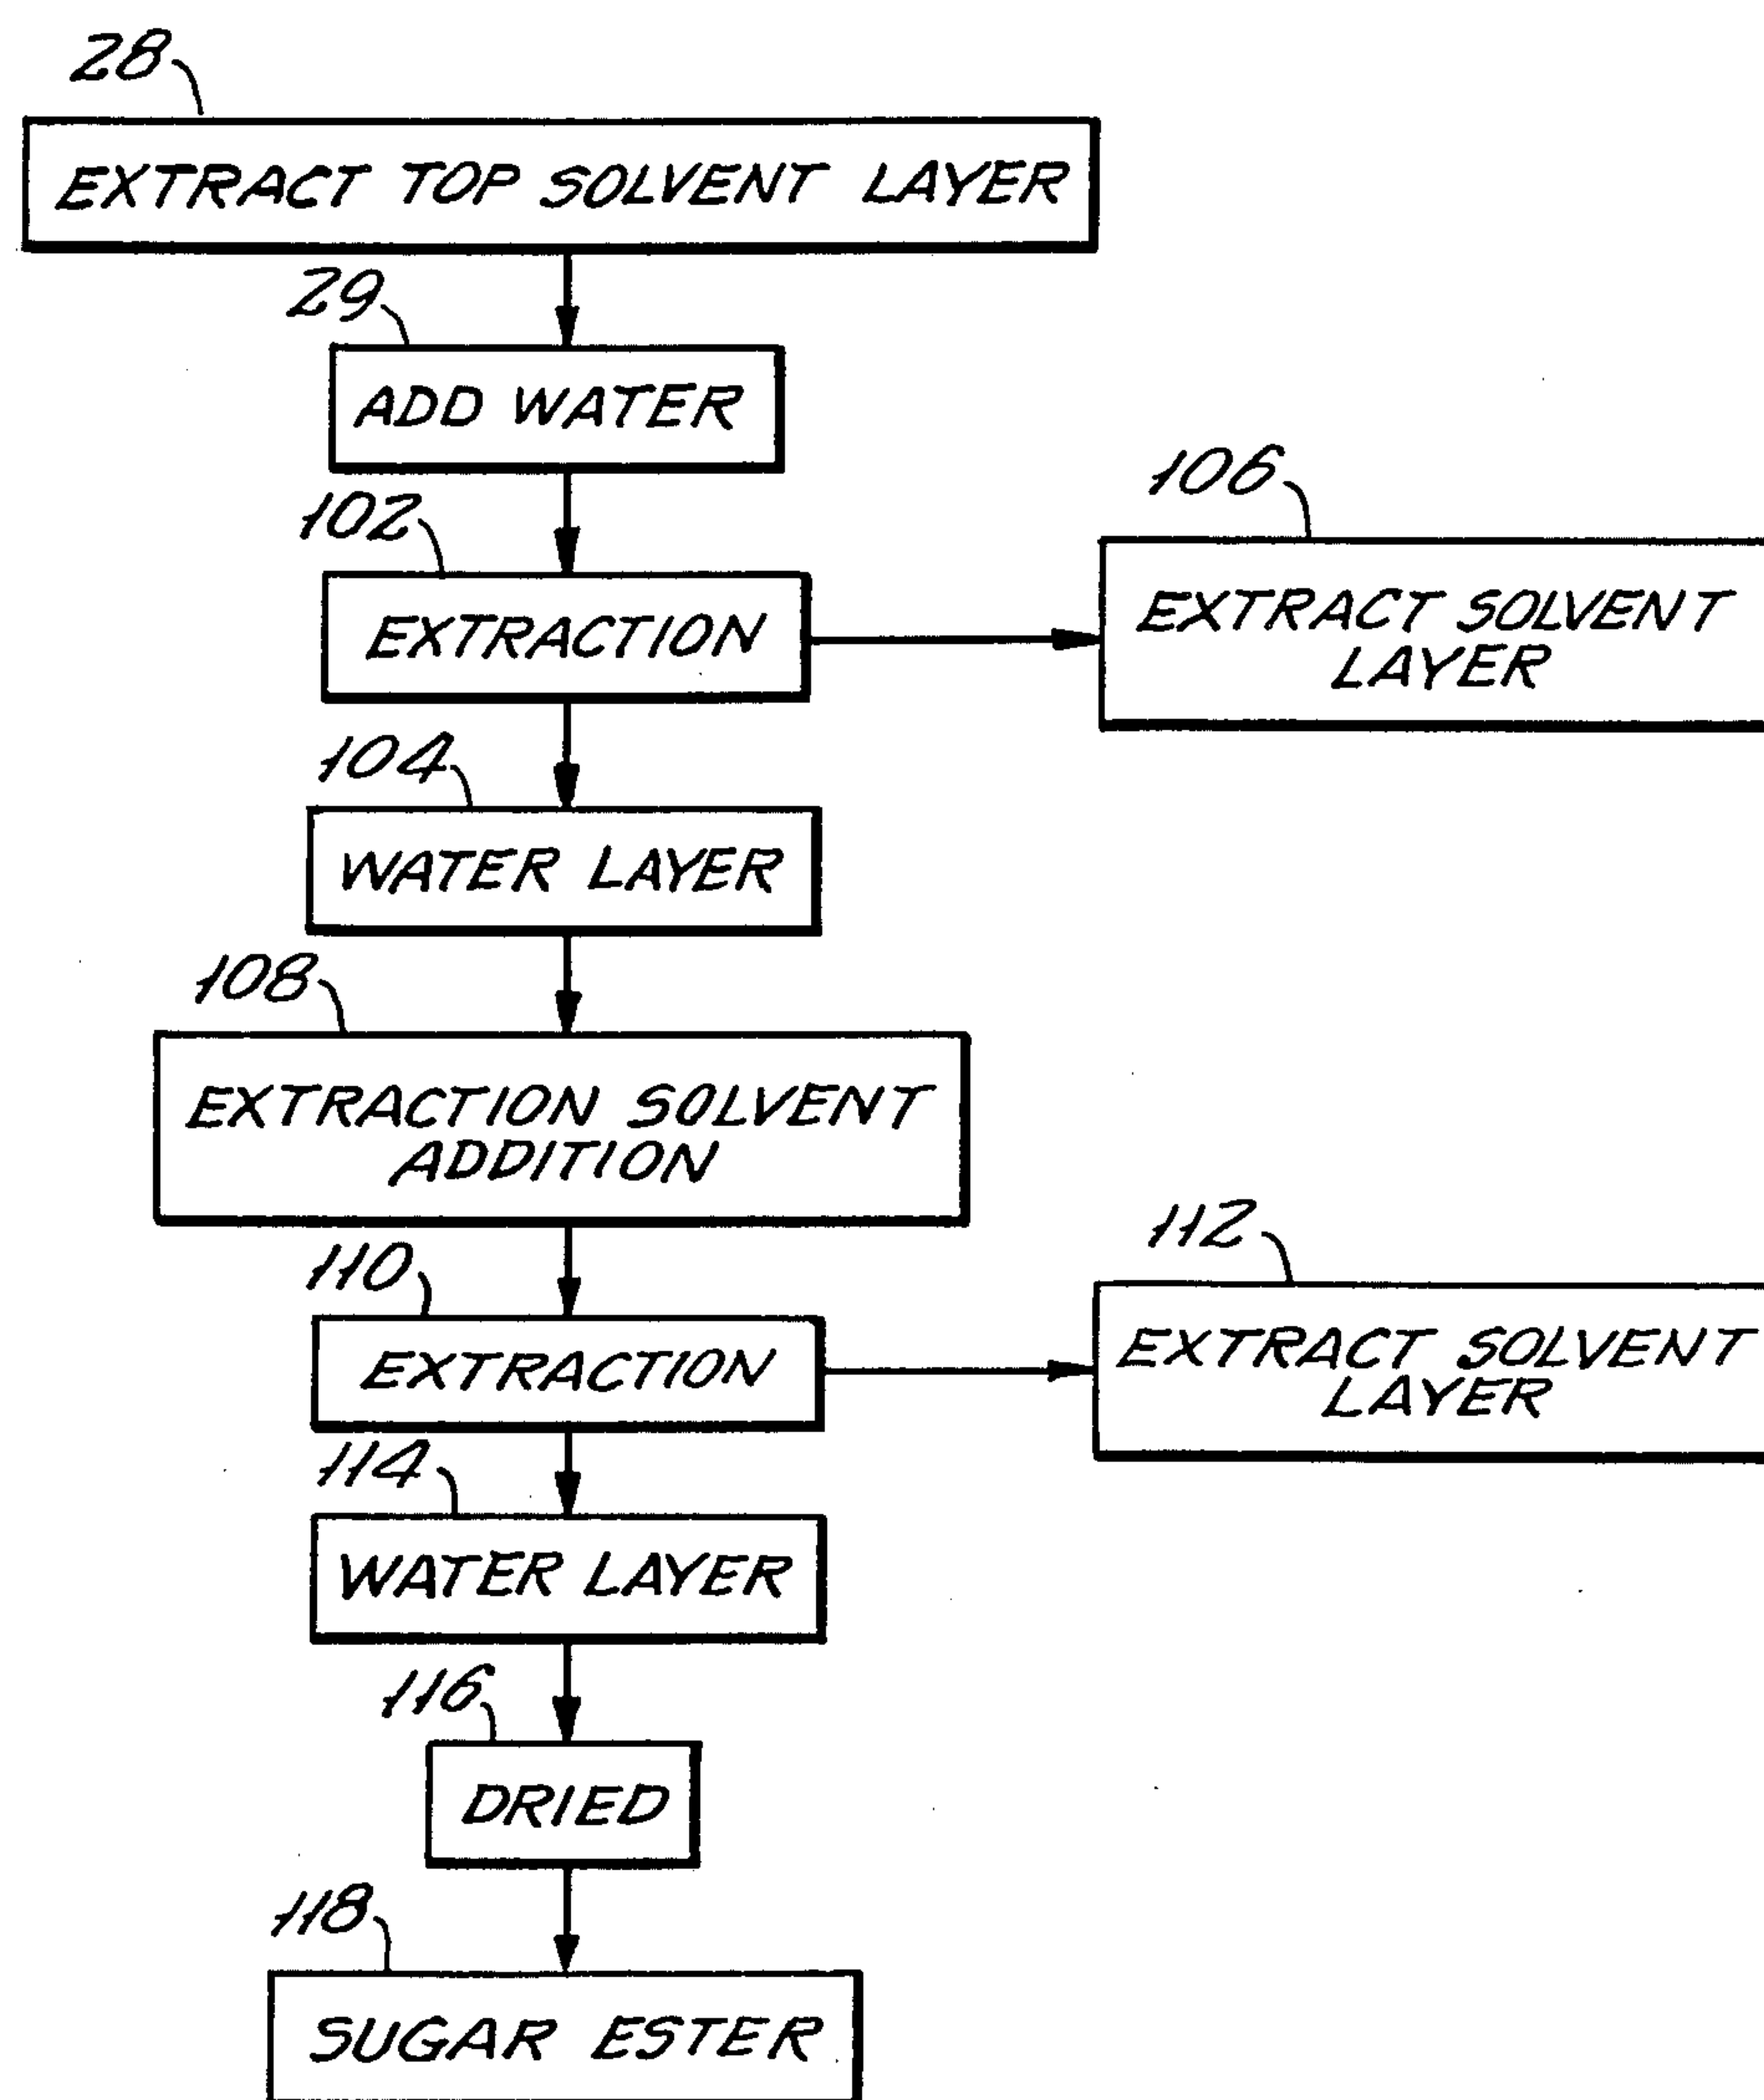 28
EXTRACT TOP SOLVENT LAYER
29
ADD WATER
102
EXTRACTION
106
EXTRACT SOLVENT
LAYER
104
WATER LAYER
108
EXTRACTION SOLVENT
ADDITION
110
EXTRACTION
112
EXTRACT SOLVENT
LAYER
114
WATER LAYER
116
DRIED
118
SUGAR ESTER